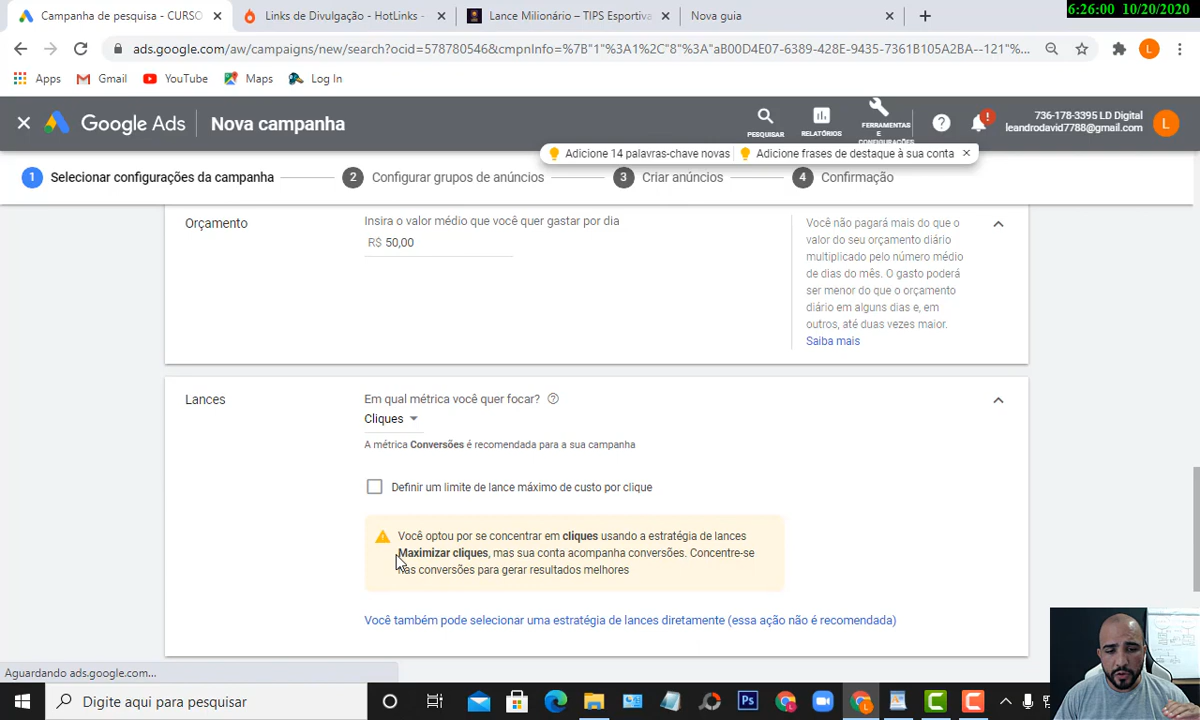 6:26:00 10/20/2020
Campanha de pesquisa - CURSO
Links de Divulgação - HotLinks -
Lance Milionário – TIPS Esportiva
Nova guia
ads.google.com/aw/campaigns/new/search?ocid=578780546&cmpnInfo=%7B"1"%3A1%2C"8"%3A"aB00D4E07-6389-428E-9435-7361B105A2BA--121"%...
Apps
Gmail
YouTube
Maps
Log In
Google Ads
Nova campanha
PESQUISAR
RELATÓRIOS
FERRAMENTAS
E
CONFIGURAÇÕES
736-178-3395 LD Digital
leandrodavid7788@gmail.com
L
Adicione 14 palavras-chave novas
Adicione frases de destaque à sua conta
1 Selecionar configurações da campanha
2 Configurar grupos de anúncios
3 Criar anúncios
4 Confirmação
Orçamento
Insira o valor médio que você quer gastar por dia
R$ 50,00
Você não pagará mais do que o
valor do seu orçamento diário
multiplicado pelo número médio
de dias do mês. O gasto poderá
ser menor do que o orçamento
diário em alguns dias e, em
outros, até duas vezes maior.
Saiba mais
Lances
Em qual métrica você quer focar?
Cliques
A métrica Conversões é recomendada para a sua campanha
Definir um limite de lance máximo de custo por clique
Você optou por se concentrar em cliques usando a estratégia de lances
Maximizar cliques, mas sua conta acompanha conversões. Concentre-se
nas conversões para gerar resultados melhores
Você também pode selecionar uma estratégia de lances diretamente (essa ação não é recomendada)
Aguardando ads.google.com...
Digite aqui para pesquisar